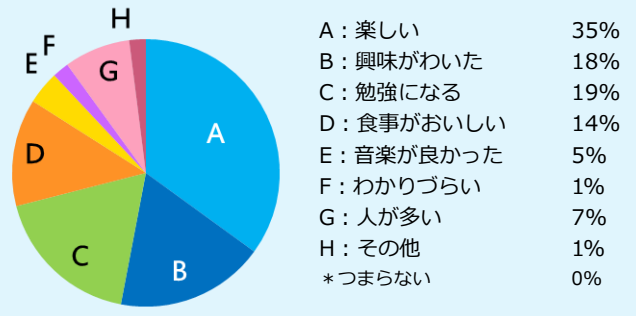 H
F
E
G
A
D
C
B
A：楽しい 35%
B：興味がわいた 18%
C：勉強になる 19%
D：食事がおいしい 14%
E：音楽が良かった 5%
F：わかりづらい 1%
G：人が多い 7%
H：その他 1%
＊つまらない 0%